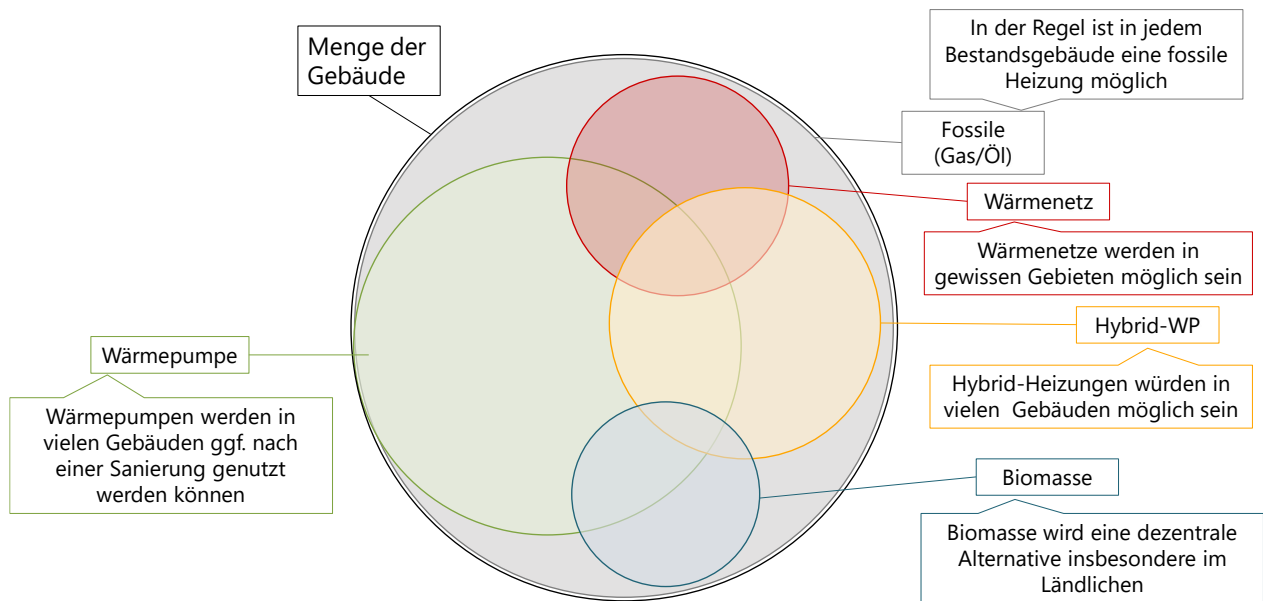 Menge der
Gebäude
In der Regel ist in jedem
Bestandsgebäude eine fossile
Heizung möglich
Fossile
(Gas/Öl)
Wärmenetz
Wärmenetze werden in
gewissen Gebieten möglich sein
Hybrid-WP
Hybrid-Heizungen würden in
vielen  Gebäuden möglich sein
Wärmepumpe
Wärmepumpen werden in
vielen Gebäuden ggf. nach
einer Sanierung genutzt
werden können
Biomasse
Biomasse wird eine dezentrale
Alternative insbesondere im
Ländlichen